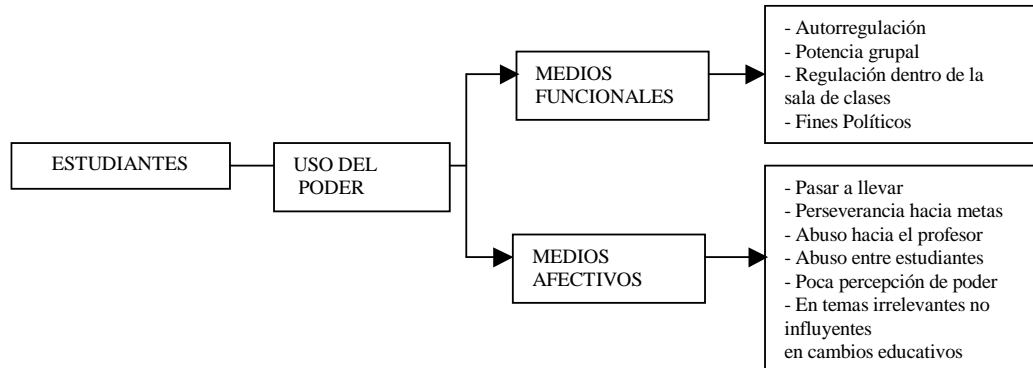 ESTUDIANTES
USO DEL
PODER
MEDIOS
FUNCIONALES
- Autorregulación
- Potencia grupal
- Regulación dentro de la
sala de clases
- Fines Políticos
MEDIOS
AFECTIVOS
- Pasar a llevar
- Perseverancia hacia metas
- Abuso hacia el profesor
- Abuso entre estudiantes
- Poca percepción de poder
- En temas irrelevantes no
influyentes
en cambios educativos